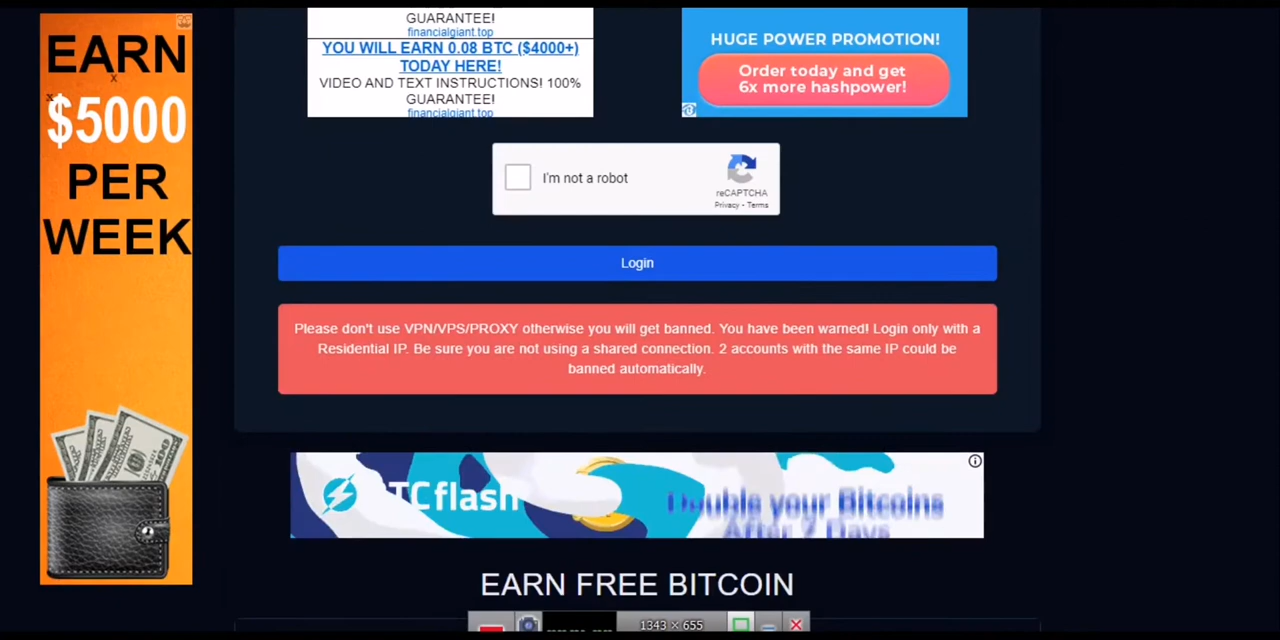 EARN
$5000
PER
WEEK
GUARANTEE!
financialgiant.top
YOU WILL EARN 0.08 BTC ($4000+)
TODAY HERE!
VIDEO AND TEXT INSTRUCTIONS! 100%
GUARANTEE!
financialgiant.top
HUGE POWER PROMOTION!
Order today and get
6x more hashpower!
I'm not a robot
reCAPTCHA
Privacy - Terms
Login
Please don't use VPN/VPS/PROXY otherwise you will get banned. You have been warned! Login only with a
Residential IP. Be sure you are not using a shared connection. 2 accounts with the same IP could be
banned automatically.
TCflash
Double your Bitcoins
After 7 Days
EARN FREE BITCOIN
1343 × 655